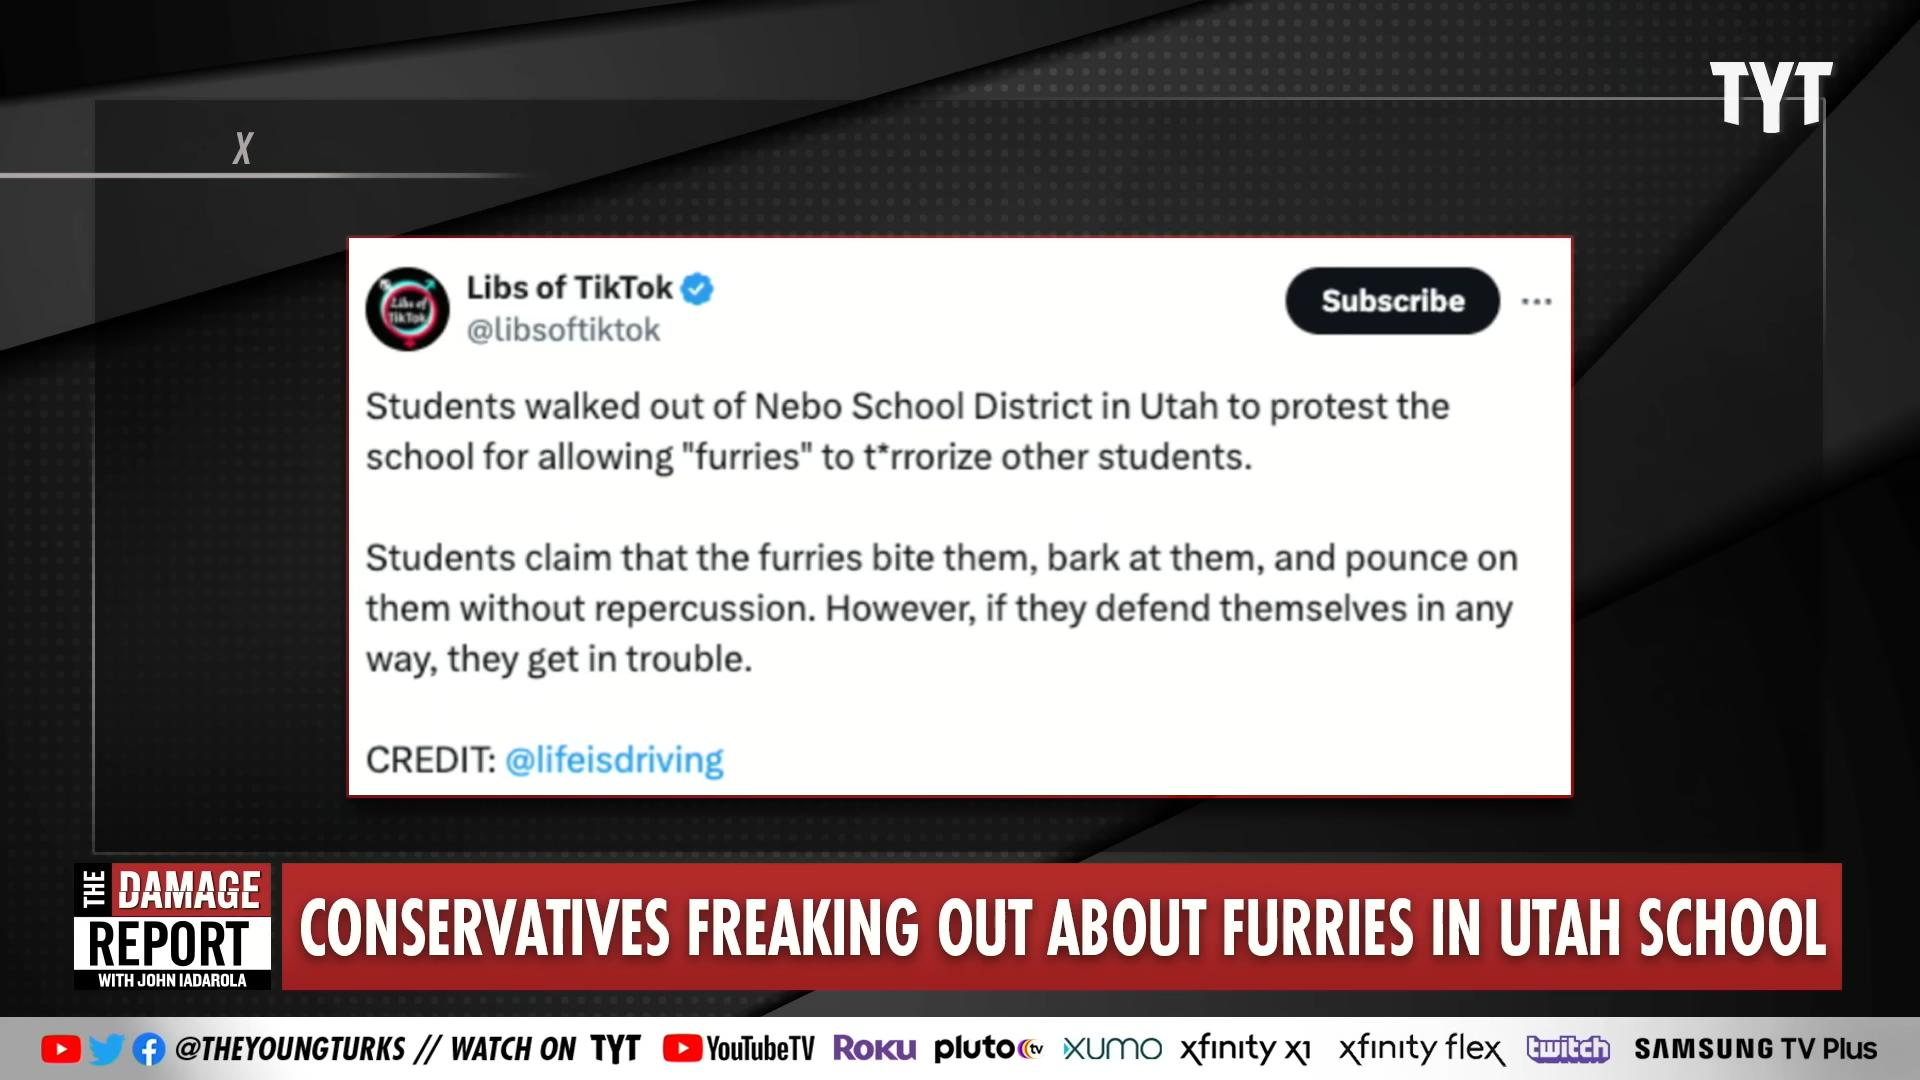 TYT
X
Libs of TikTok
@libsoftiktok
Subscribe
Libs of
TikTok
Students walked out of Nebo School District in Utah to protest the
school for allowing "furries" to t*rrorize other students.
Students claim that the furries bite them, bark at them, and pounce on
them without repercussion. However, if they defend themselves in any
way, they get in trouble.
CREDIT: @lifeisdriving
THE DAMAGE
REPORT
WITH JOHN IADAROLA
CONSERVATIVES FREAKING OUT ABOUT FURRIES IN UTAH SCHOOL
@THEYOUNGTURKS // WATCH ON TYT YouTubeTV ROKU pluto tv XUMO xfinity x1 xfinity flex twitch SAMSUNG TV Plus